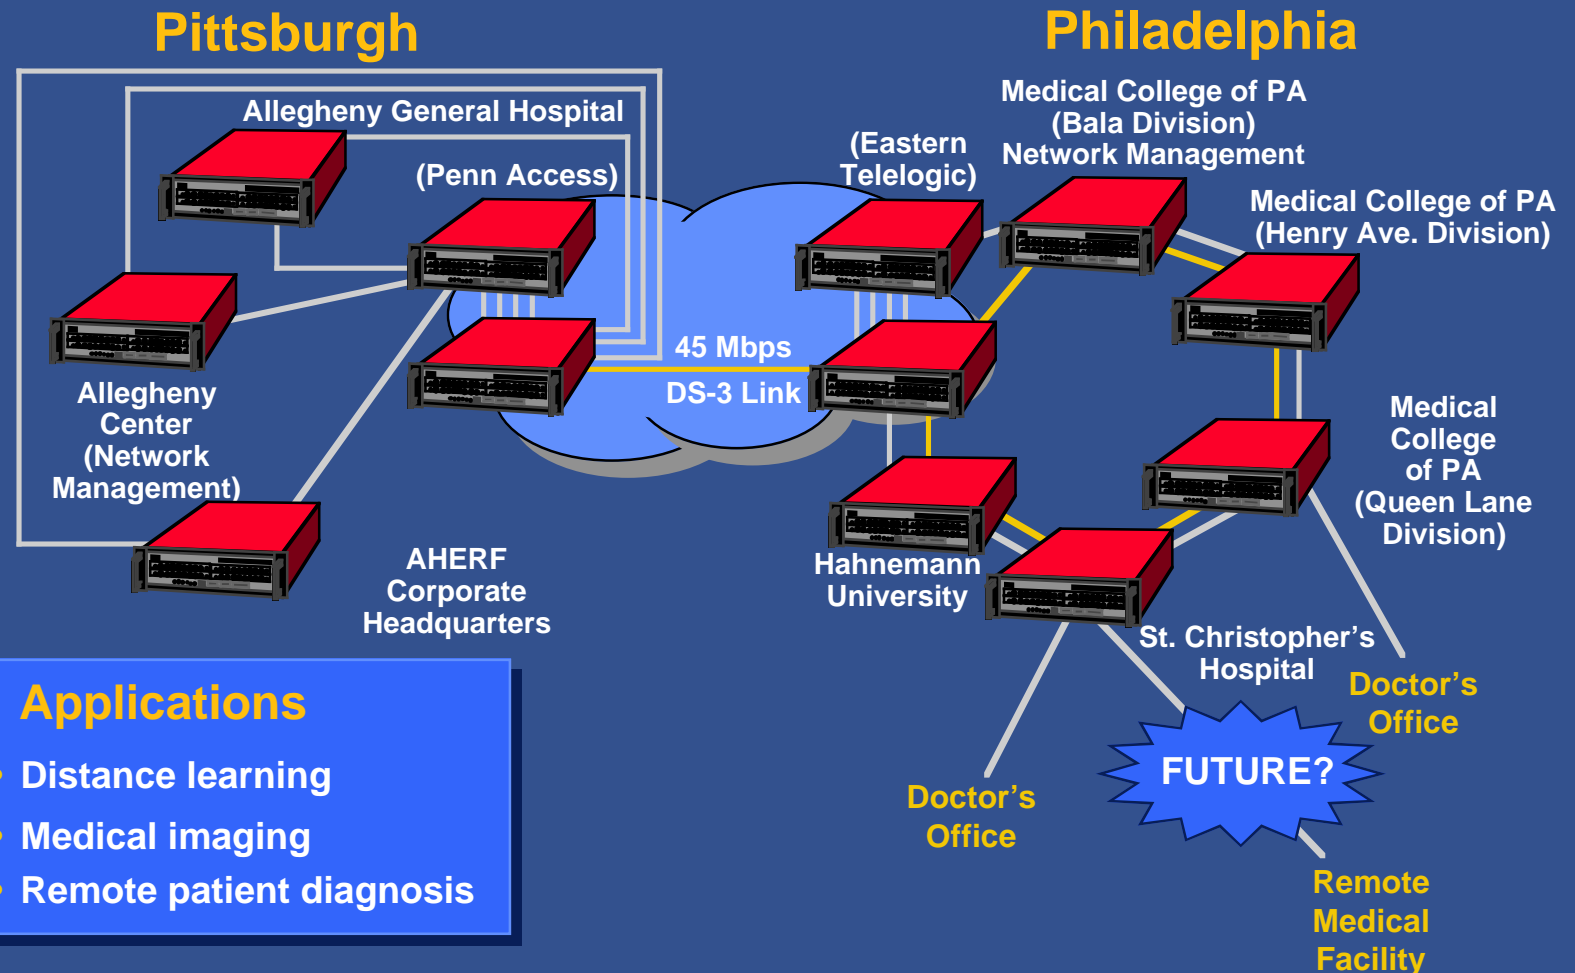 Pittsburgh
Philadelphia
Allegheny General Hospital
(Penn Access)
(Eastern
Telelogic)
Medical College of PA
(Bala Division)
Network Management
Medical College of PA
(Henry Ave. Division)
45 Mbps
DS-3 Link
Allegheny
Center
(Network
Management)
Medical
College
of PA
(Queen Lane
Division)
AHERF
Corporate
Headquarters
Hahnemann
University
St. Christopher's
Hospital
Doctor's
Office
FUTURE?
Doctor's
Office
Remote
Medical
Facility
Applications
• Distance learning
• Medical imaging
• Remote patient diagnosis